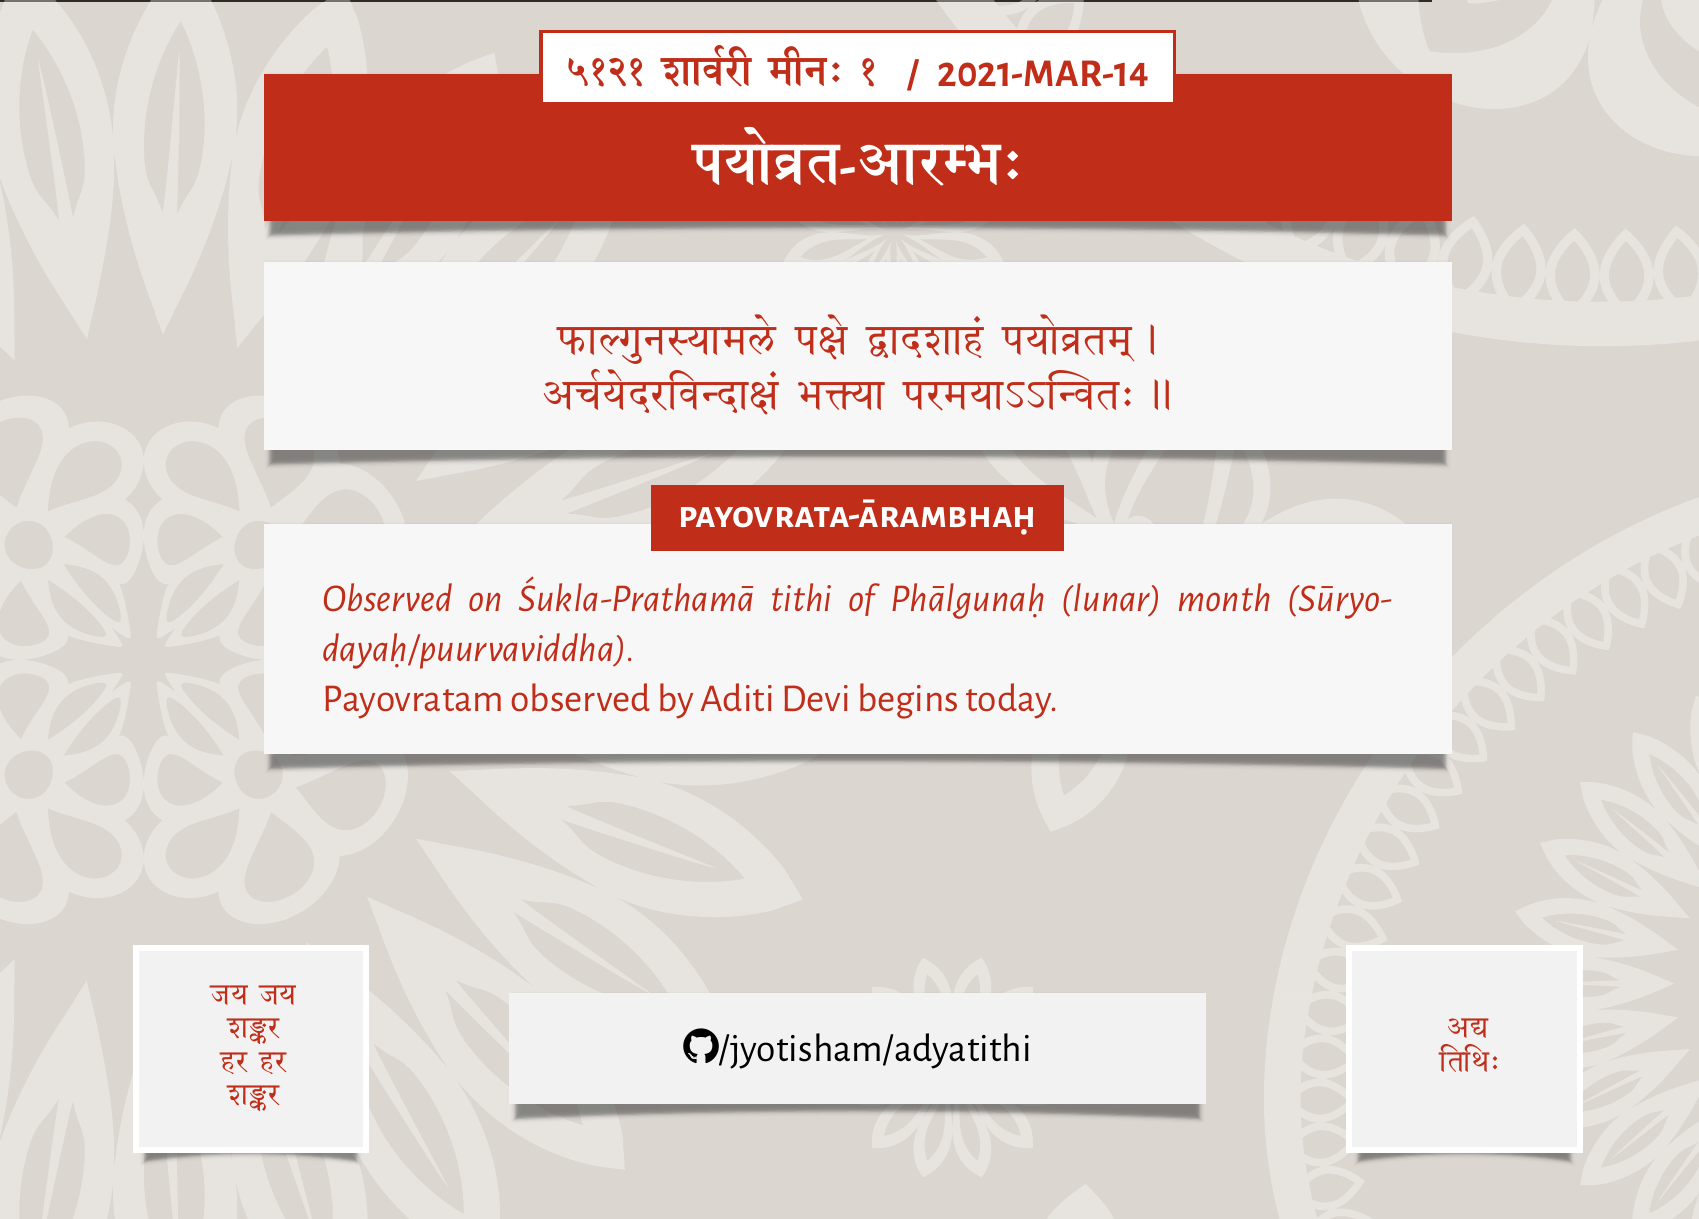 ५१२१ शार्वरी मीनः १ / 2021-MAR-14
पयोव्रत-आरम्भः
फाल्गुनस्यामले पक्षे द्वादशाहं पयोव्रतम् ।
अर्चयेदरविन्दाक्षं भक्त्या परमयाऽऽन्वितः ॥
PAYOVRATA-ĀRAMBHAḤ
Observed on Śukla-Prathamā tithi of Phālgunaḥ (lunar) month (Sūryo-
dayaḥ/puurvaviddha).
Payovratam observed by Aditi Devi begins today.
जय जय
शङ्कर
हर हर
शङ्कर
/jyotisham/adyatithi
अद्य
तिथिः